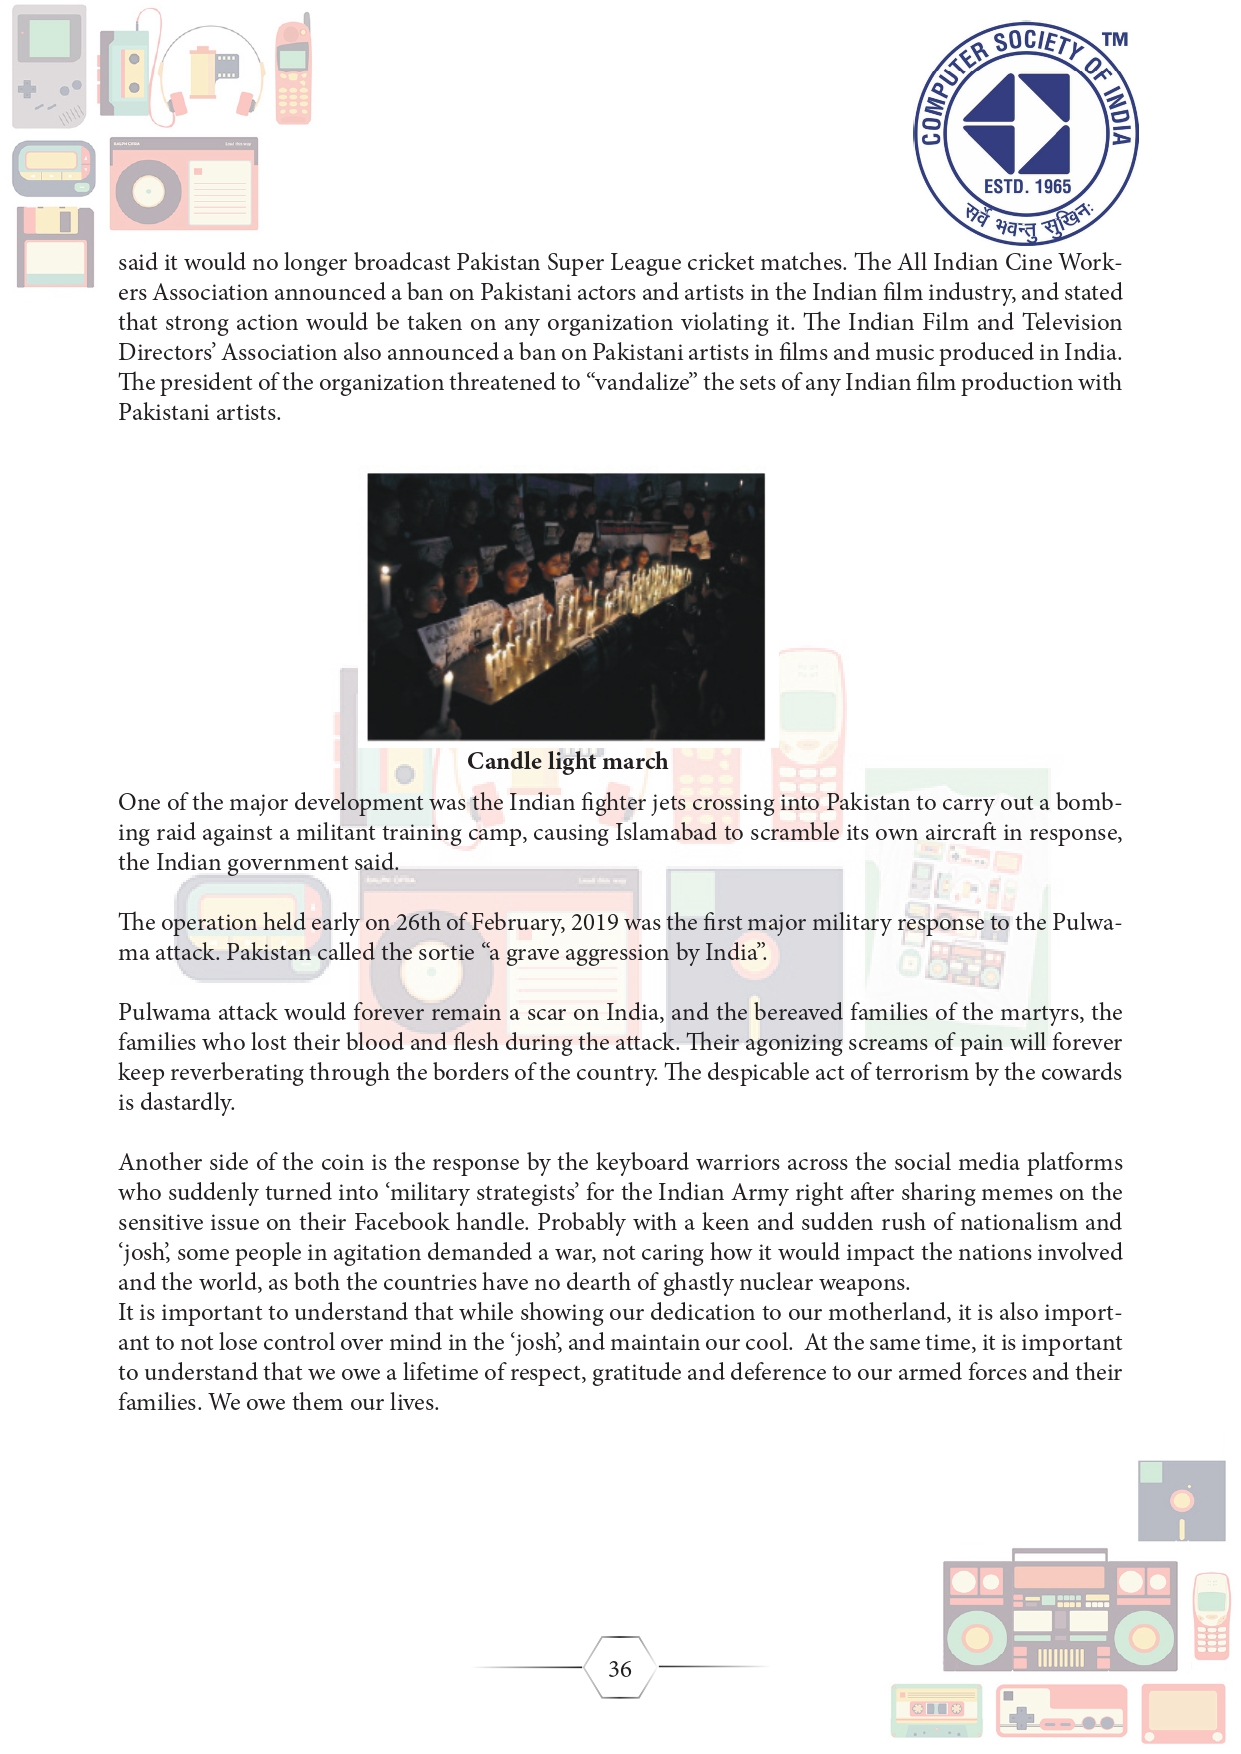 COMPUTER SOCIETY OF INDIA
TM
ESTD. 1965
सर्वे भवन्तु सुखिनः
said it would no longer broadcast Pakistan Super League cricket matches. The All Indian Cine Work-
ers Association announced a ban on Pakistani actors and artists in the Indian film industry, and stated
that strong action would be taken on any organization violating it. The Indian Film and Television
Directors’ Association also announced a ban on Pakistani artists in films and music produced in India.
The president of the organization threatened to “vandalize” the sets of any Indian film production with
Pakistani artists.
Candle light march
One of the major development was the Indian fighter jets crossing into Pakistan to carry out a bomb-
ing raid against a militant training camp, causing Islamabad to scramble its own aircraft in response,
the Indian government said.
The operation held early on 26th of February, 2019 was the first major military response to the Pulwa-
ma attack. Pakistan called the sortie “a grave aggression by India”.
Pulwama attack would forever remain a scar on India, and the bereaved families of the martyrs, the
families who lost their blood and flesh during the attack. Their agonizing screams of pain will forever
keep reverberating through the borders of the country. The despicable act of terrorism by the cowards
is dastardly.
Another side of the coin is the response by the keyboard warriors across the social media platforms
who suddenly turned into ‘military strategists’ for the Indian Army right after sharing memes on the
sensitive issue on their Facebook handle. Probably with a keen and sudden rush of nationalism and
‘josh’, some people in agitation demanded a war, not caring how it would impact the nations involved
and the world, as both the countries have no dearth of ghastly nuclear weapons.
It is important to understand that while showing our dedication to our motherland, it is also import-
ant to not lose control over mind in the ‘josh’, and maintain our cool.  At the same time, it is important
to understand that we owe a lifetime of respect, gratitude and deference to our armed forces and their
families. We owe them our lives.
36